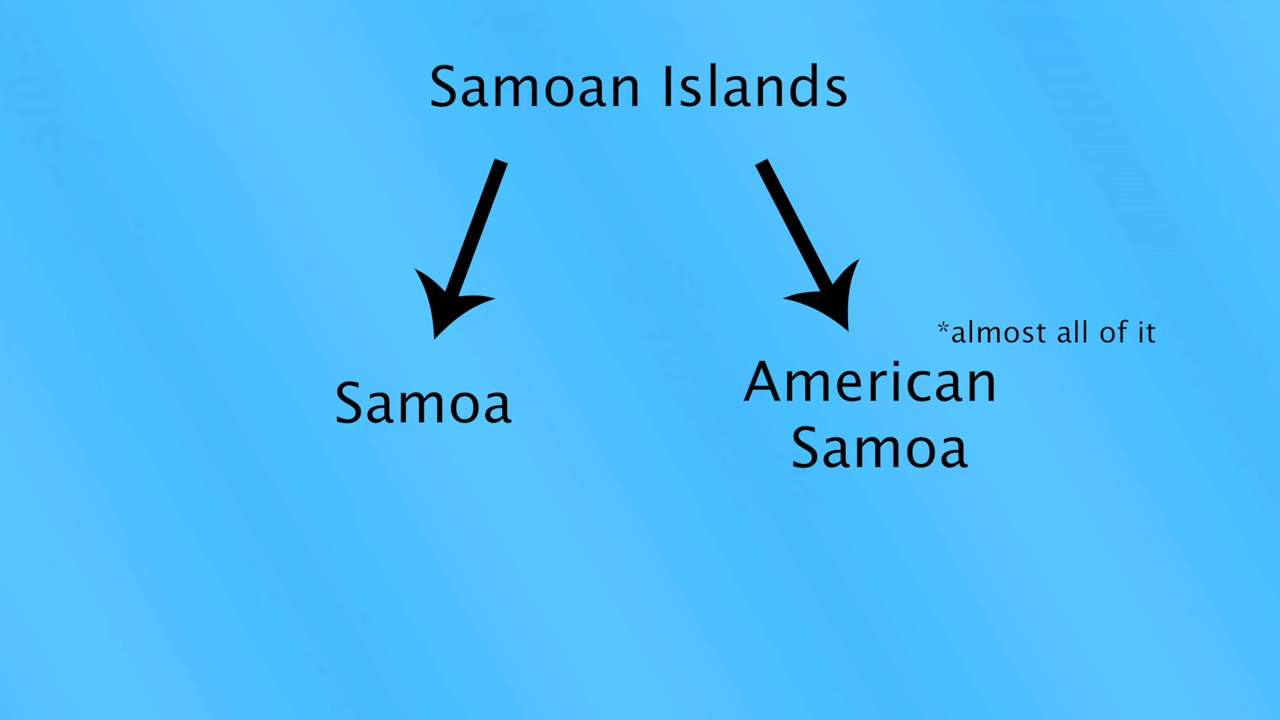 Samoan Islands
*almost all of it
Samoa
American
Samoa